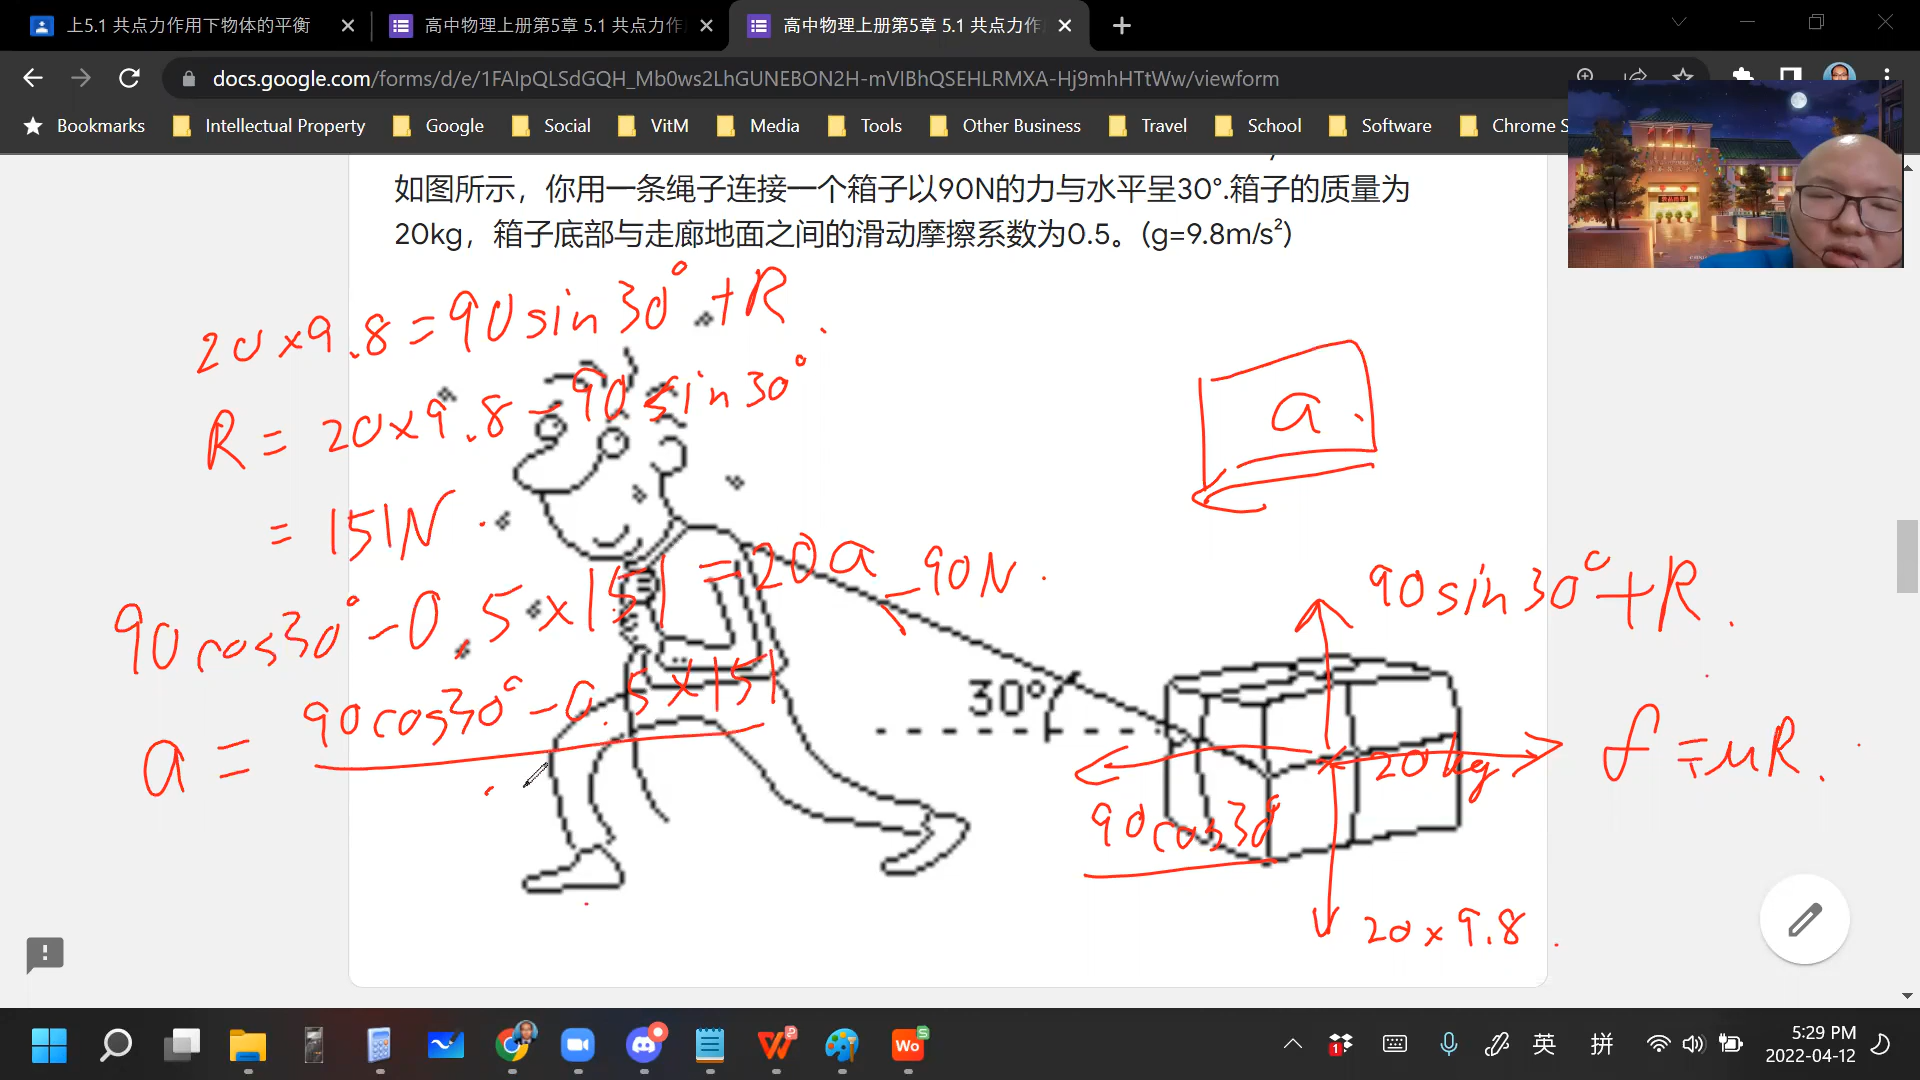 上5.1 共点力作用下物体的平衡
高中物理上册第5章 5.1 共点力作
高中物理上册第5章 5.1 共点力作
docs.google.com/forms/d/e/1FAIpQLSdGQH_Mb0ws2LhGUNEBON2H-mVIBhQSEHLRMXA-Hj9mhHTtWw/viewform
Bookmarks Intellectual Property Google Social VitM Media Tools Other Business Travel School Software Chrome S
如图所示，你用一条绳子连接一个箱子以90N的力与水平呈30°.箱子的质量为
20kg，箱子底部与走廊地面之间的滑动摩擦系数为0.5。(g=9.8m/s²)
20×9.8=90sin30°+R
R=20×9.8-90sin30°
=151N
a
90cos30°-0.5×151=20a
90N
90sin30°+R
a=
90cos30°-0.5×151
30°
f=μR
20kg
90cos30°
20×9.8
英
拼
5:29 PM
2022-04-12